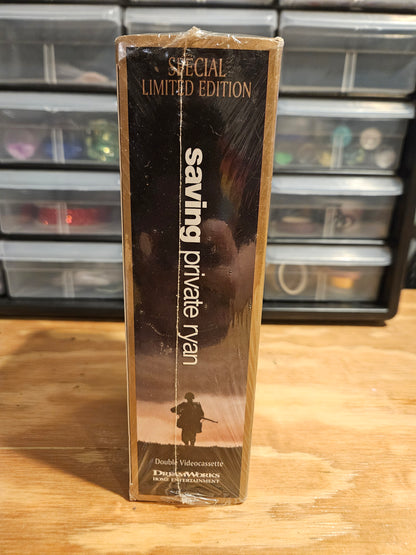 SPECIAL
LIMITED EDITION
saving private ryan
Double Videocassette
DREAMWORKS
HOME ENTERTAINMENT